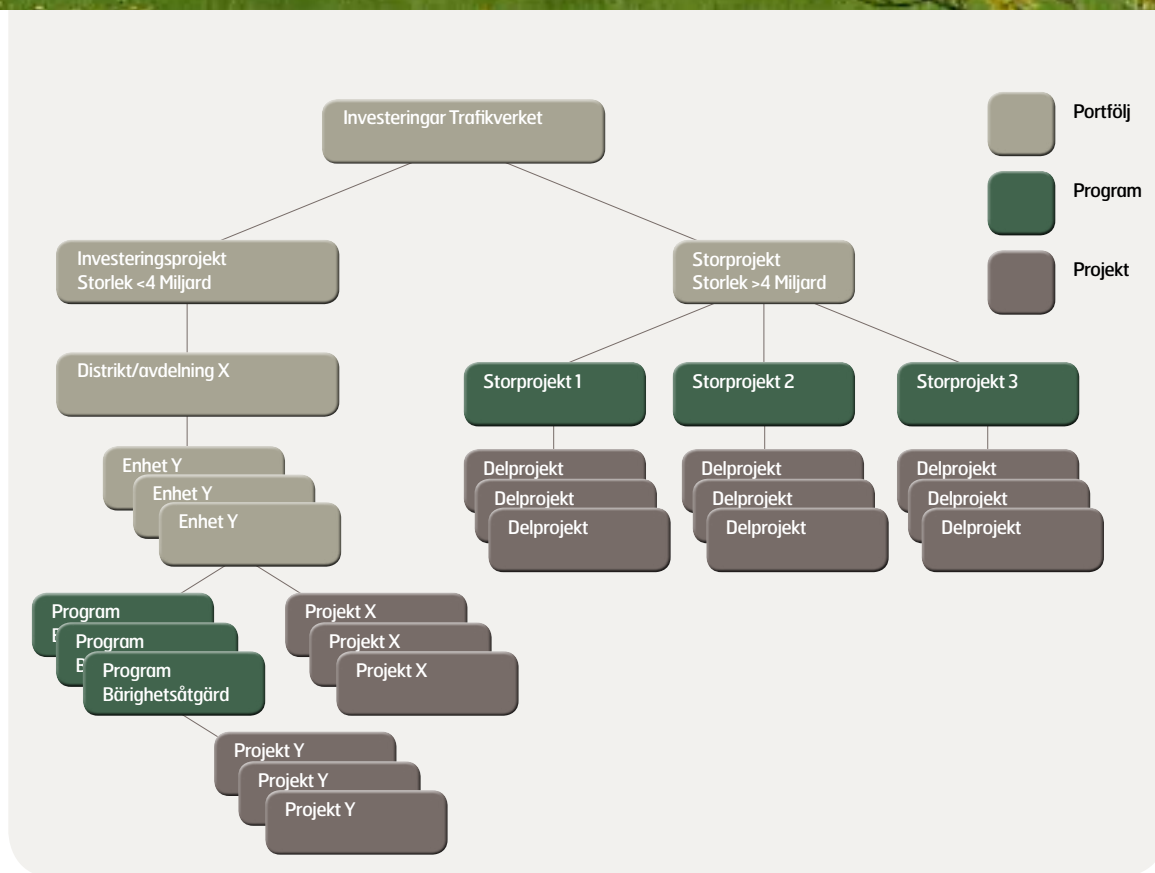 Investeringar Trafikverket
Portfölj
Program
Projekt
Investeringsprojekt
Storlek <4 Miljard
Storprojekt
Storlek >4 Miljard
Distrikt/avdelning X
Storprojekt 1
Storprojekt 2
Storprojekt 3
Enhet Y
Enhet Y
Enhet Y
Delprojekt
Delprojekt
Delprojekt
Delprojekt
Delprojekt
Delprojekt
Delprojekt
Delprojekt
Delprojekt
Program
B
Program
B
Program
Bärighetsåtgärd
Projekt X
Projekt X
Projekt X
Projekt Y
Projekt Y
Projekt Y